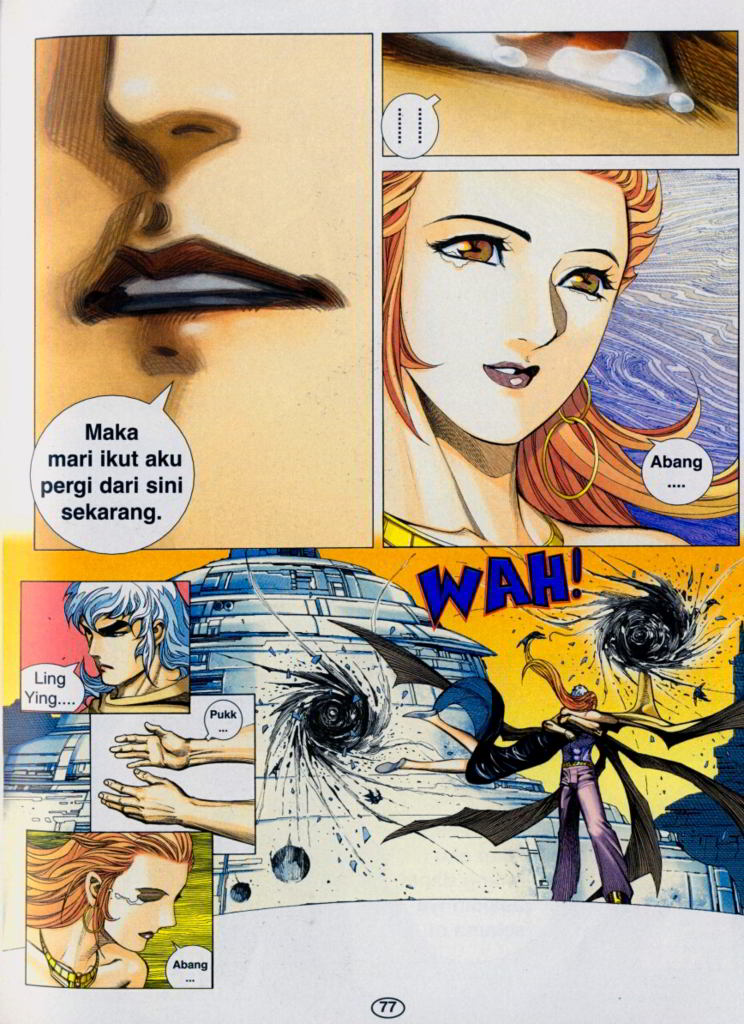 Maka
mari ikut aku
pergi dari sini
sekarang.
!!
Abang
....
WAH!
Ling
Ying....
Pukk
...
Abang
...
77